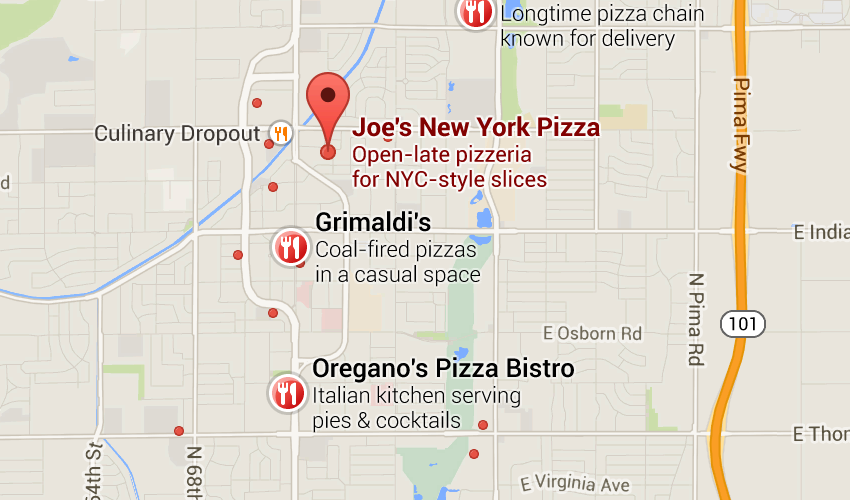 Longtime pizza chain
known for delivery
Pima Fwy
Culinary Dropout
Joe's New York Pizza
Open-late pizzeria
for NYC-style slices
d
Grimaldi's
Coal-fired pizzas
in a casual space
E India
N Pima Rd
101
E Osborn Rd
Oregano's Pizza Bistro
Italian kitchen serving
pies & cocktails
E Thor
64th St
N 68th
E Virginia Ave